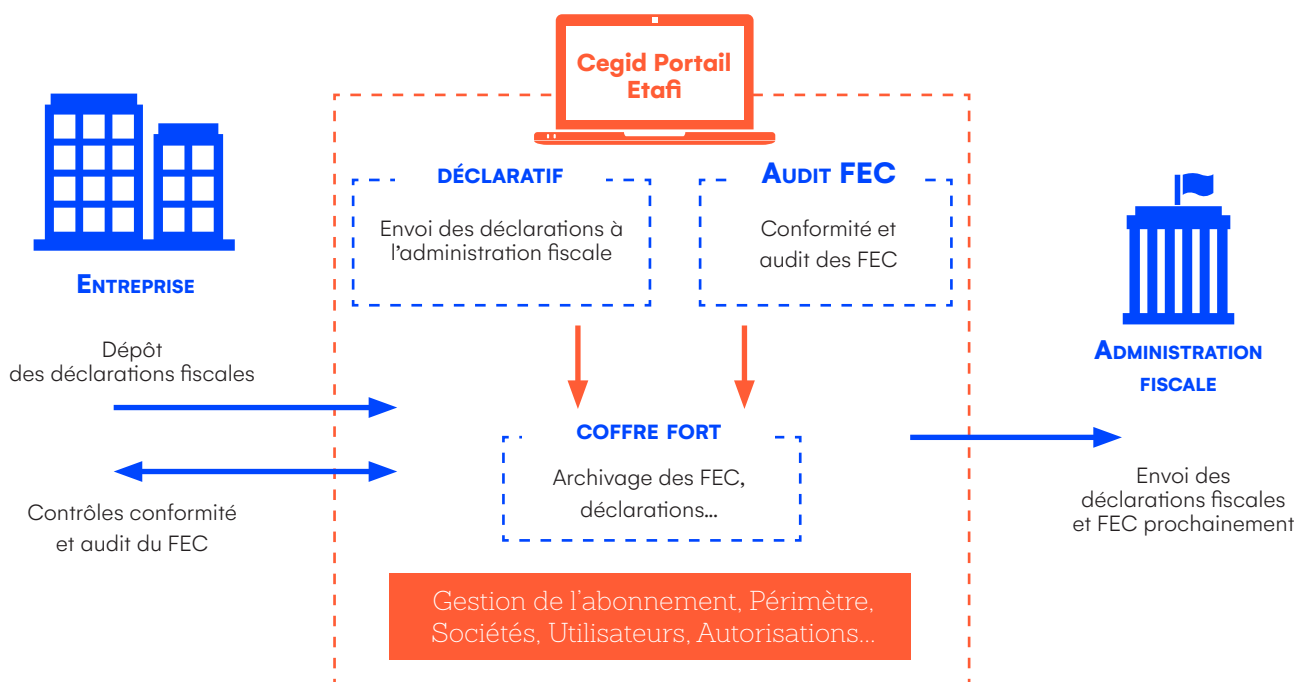 Cegid Portail
Etafi
DÉCLARATIF
Envoi des déclarations à
l'administration fiscale
AUDIT FEC
Conformité et
audit des FEC
ENTREPRISE
Dépôt
des déclarations fiscales
Contrôles conformité
et audit du FEC
COFFRE FORT
Archivage des FEC,
déclarations...
Gestion de l'abonnement, Périmètre,
Sociétés, Utilisateurs, Autorisations...
ADMINISTRATION
FISCALE
Envoi des
déclarations fiscales
et FEC prochainement